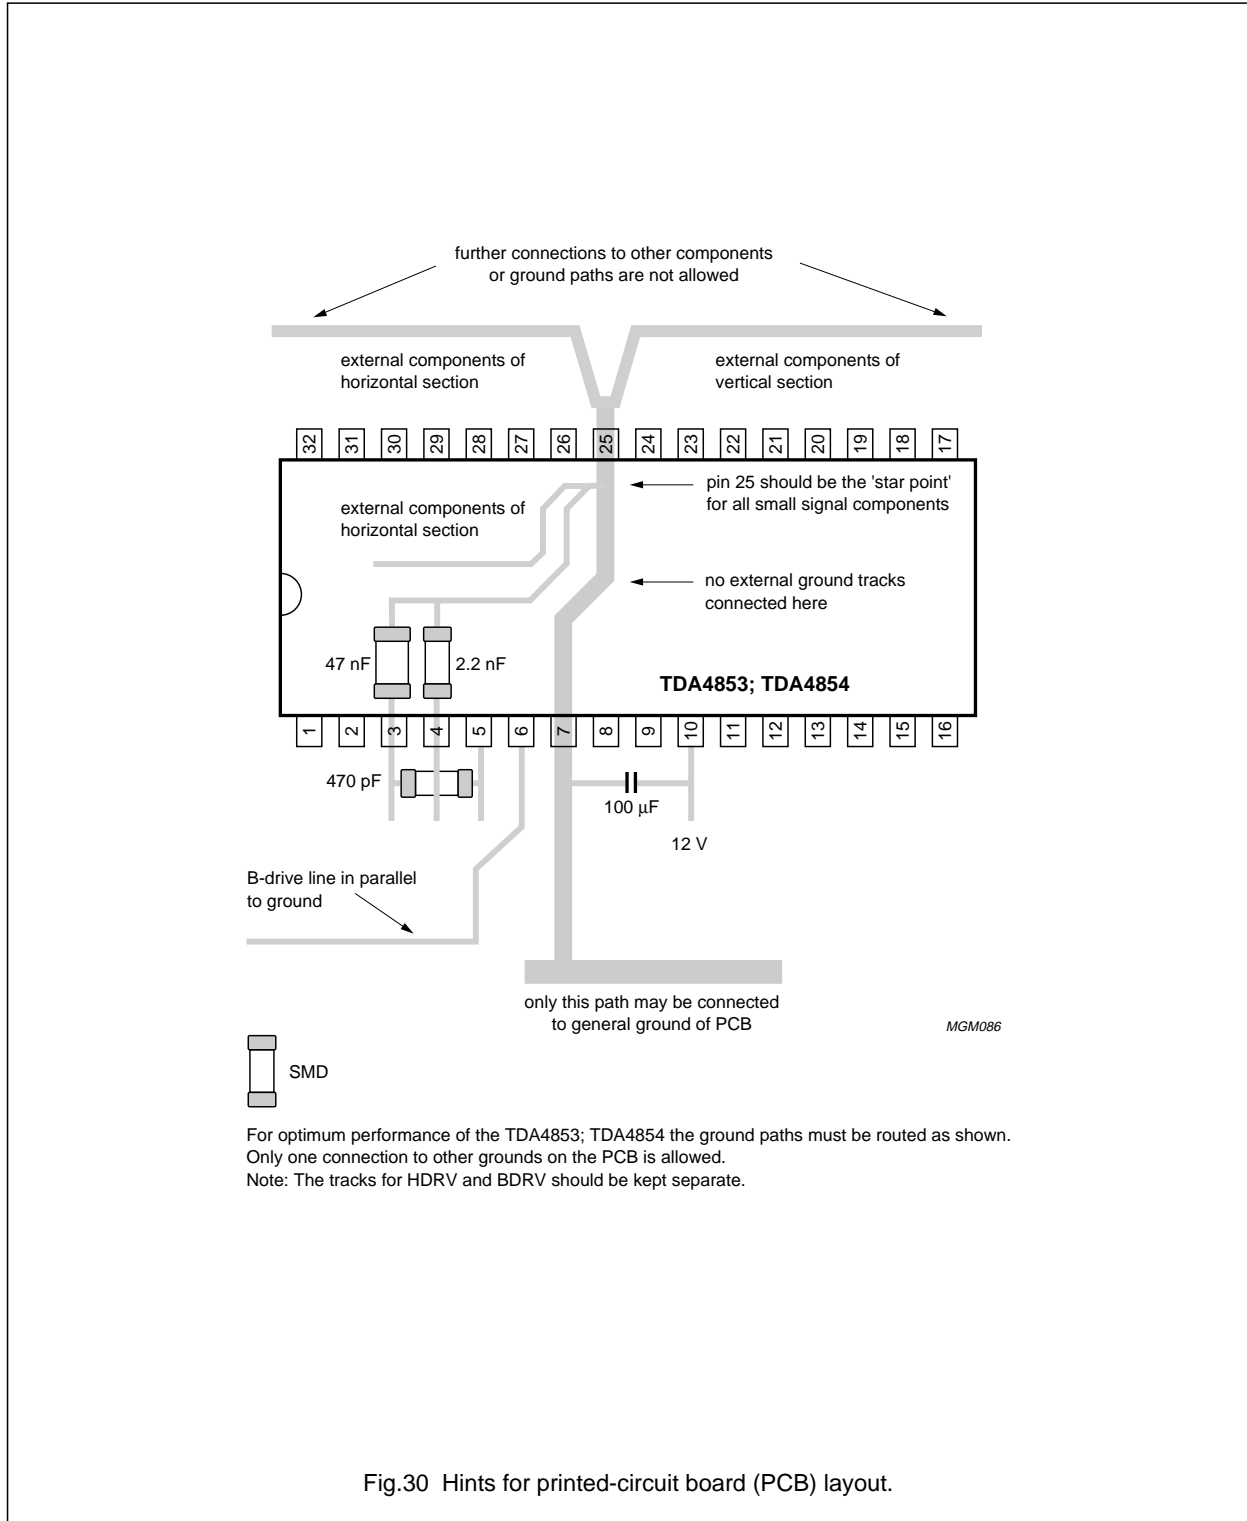 further connections to other components
or ground paths are not allowed
external components of
horizontal section
external components of
vertical section
32 31 30 29 28 27 26 25 24 23 22 21 20 19 18 17
pin 25 should be the 'star point'
for all small signal components
external components of
horizontal section
no external ground tracks
connected here
47 nF
2.2 nF
TDA4853; TDA4854
1 2 3 4 5 6 7 8 9 10 11 12 13 14 15 16
470 pF
100 μF
12 V
B-drive line in parallel
to ground
only this path may be connected
to general ground of PCB
MGM086
SMD
For optimum performance of the TDA4853; TDA4854 the ground paths must be routed as shown.
Only one connection to other grounds on the PCB is allowed.
Note: The tracks for HDRV and BDRV should be kept separate.
Fig.30 Hints for printed-circuit board (PCB) layout.